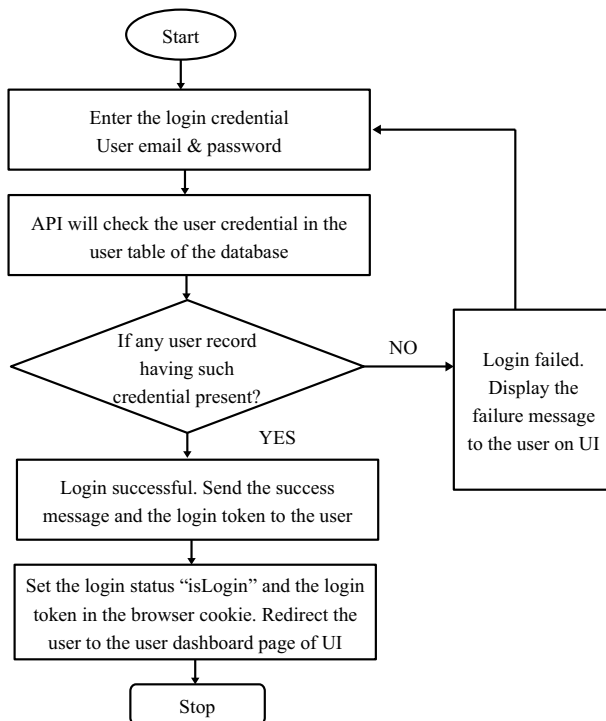 Start
Enter the login credential
User email & password
API will check the user credential in the
user table of the database
If any user record
having such
credential present?
NO
Login failed.
Display the
failure message
to the user on UI
YES
Login successful. Send the success
message and the login token to the user
Set the login status “isLogin” and the login
token in the browser cookie. Redirect the
user to the user dashboard page of UI
Stop